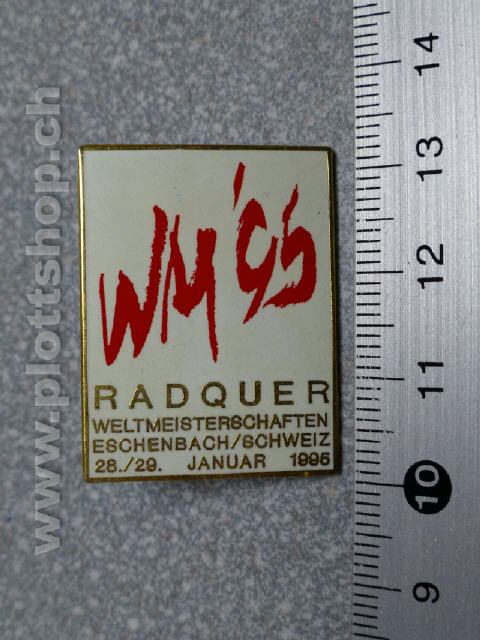 WM '95
RADQUER
WELTMEISTERSCHAFTEN
ESCHENBACH/SCHWEIZ
28./29. JANUAR 1995
www.plottshop.ch
14
13
12
11
10
9